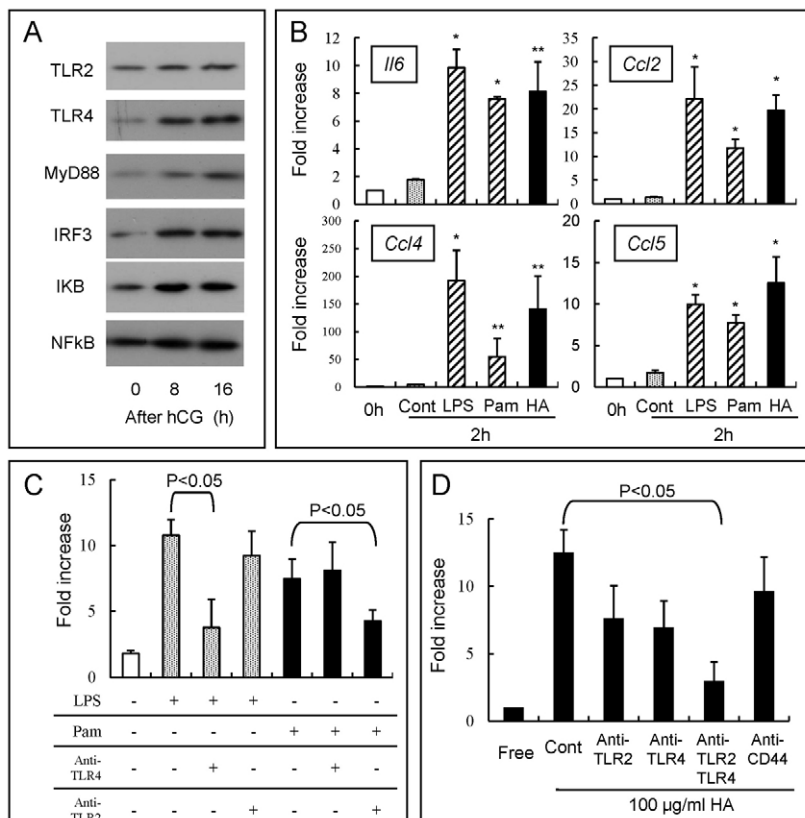 A
TLR2
TLR4
MyD88
IRF3
IKB
NFkB
0 8 16
After hCG (h)
B
Il6
Fold increase
12
10
8
6
4
2
0
*
*
**
Ccl2
35
30
25
20
15
10
5
0
*
*
*
Ccl4
Fold increase
300
250
200
150
100
50
0
*
**
**
0h Cont LPS Pam HA
2h
Ccl5
20
15
10
5
0
*
*
*
0h Cont LPS Pam HA
2h
C
Fold increase
15
10
5
0
P<0.05
P<0.05
LPS - + + + - - -
Pam - - - - + + +
Anti-
TLR4 - - + - - + -
Anti-
TLR2 - - - + - - +
D
Fold increase
15
10
5
0
P<0.05
Free Cont Anti-TLR2 Anti-TLR4 Anti-TLR2 TLR4 Anti-CD44
100 µg/ml HA